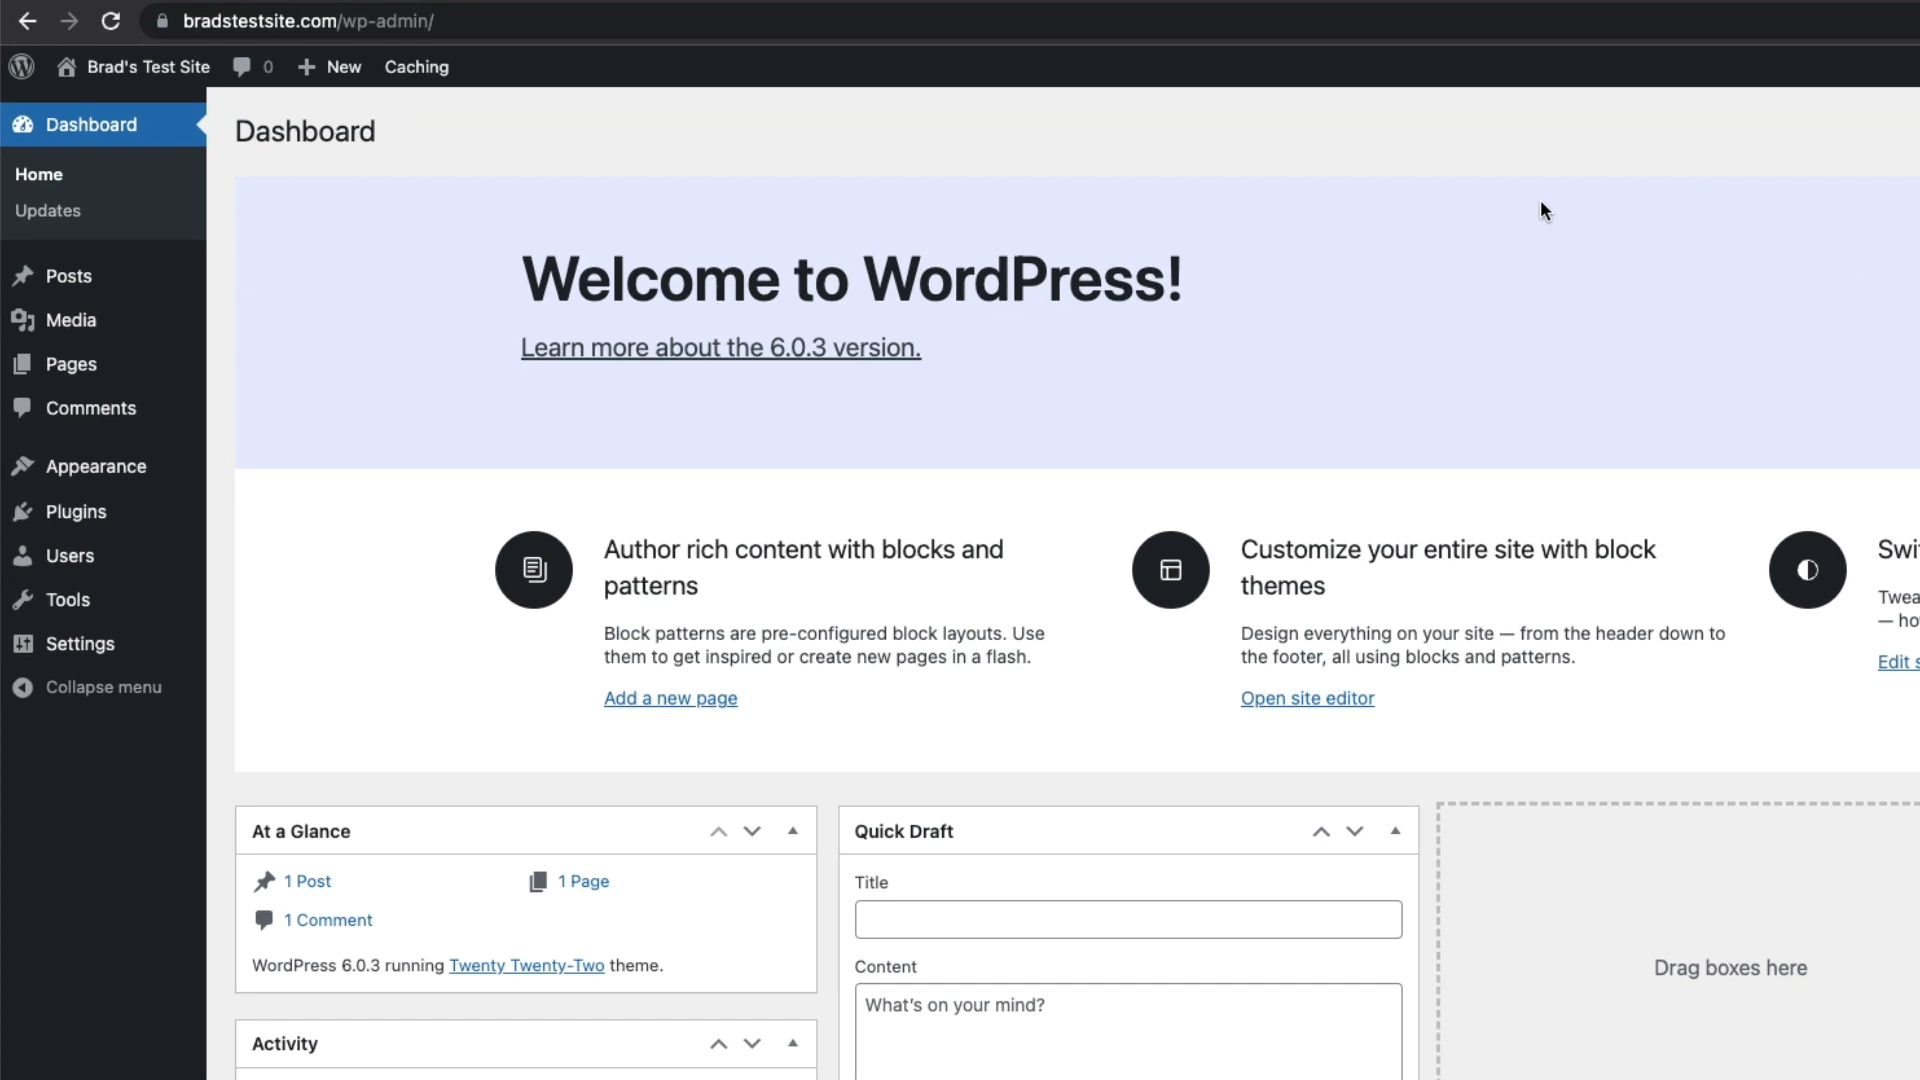 bradstestsite.com/wp-admin/
Brad's Test Site 0 New Caching
Dashboard
Home
Updates
Posts
Media
Pages
Comments
Appearance
Plugins
Users
Tools
Settings
Collapse menu
Dashboard
Welcome to WordPress!
Learn more about the 6.0.3 version.
Author rich content with blocks and
patterns
Block patterns are pre-configured block layouts. Use
them to get inspired or create new pages in a flash.
Add a new page
Customize your entire site with block
themes
Design everything on your site — from the header down to
the footer, all using blocks and patterns.
Open site editor
Edit
At a Glance
1 Post
1 Page
1 Comment
WordPress 6.0.3 running Twenty Twenty-Two theme.
Activity
Quick Draft
Title
Content
What's on your mind?
Drag boxes here